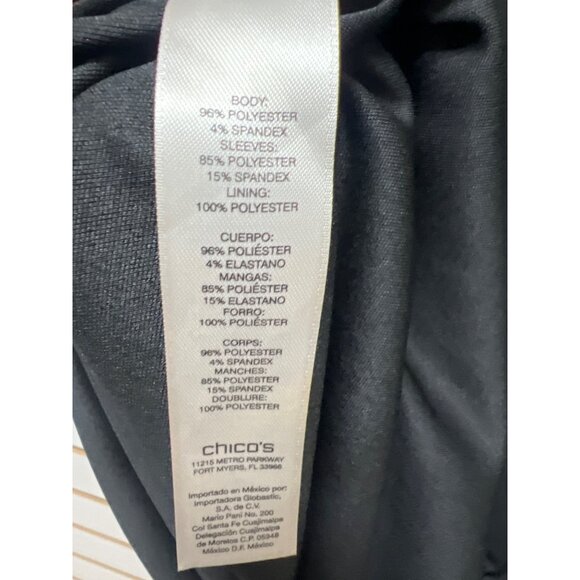 BODY:
96% POLYESTER
4% SPANDEX
SLEEVES:
85% POLYESTER
15% SPANDEX
LINING:
100% POLYESTER
CUERPO:
96% POLIÉSTER
4% ELASTANO
MANGAS:
85% POLIÉSTER
15% ELASTANO
FORRO:
100% POLIÉSTER
CORPS:
96% POLYESTER
4% SPANDEX
MANCHES:
85% POLYESTER
15% SPANDEX
DOUBLURE:
100% POLYESTER
chico's
11215 METRO PARKWAY
FORT MYERS, FL 33966
Importado en México por:
Importadora Globastic,
S.A. de C.V.
Mario Pani No. 200
Col Santa Fe Cuajimalpa
Delegación Cuajimalpa
de Morelos C.P. 05348
México D.F. México